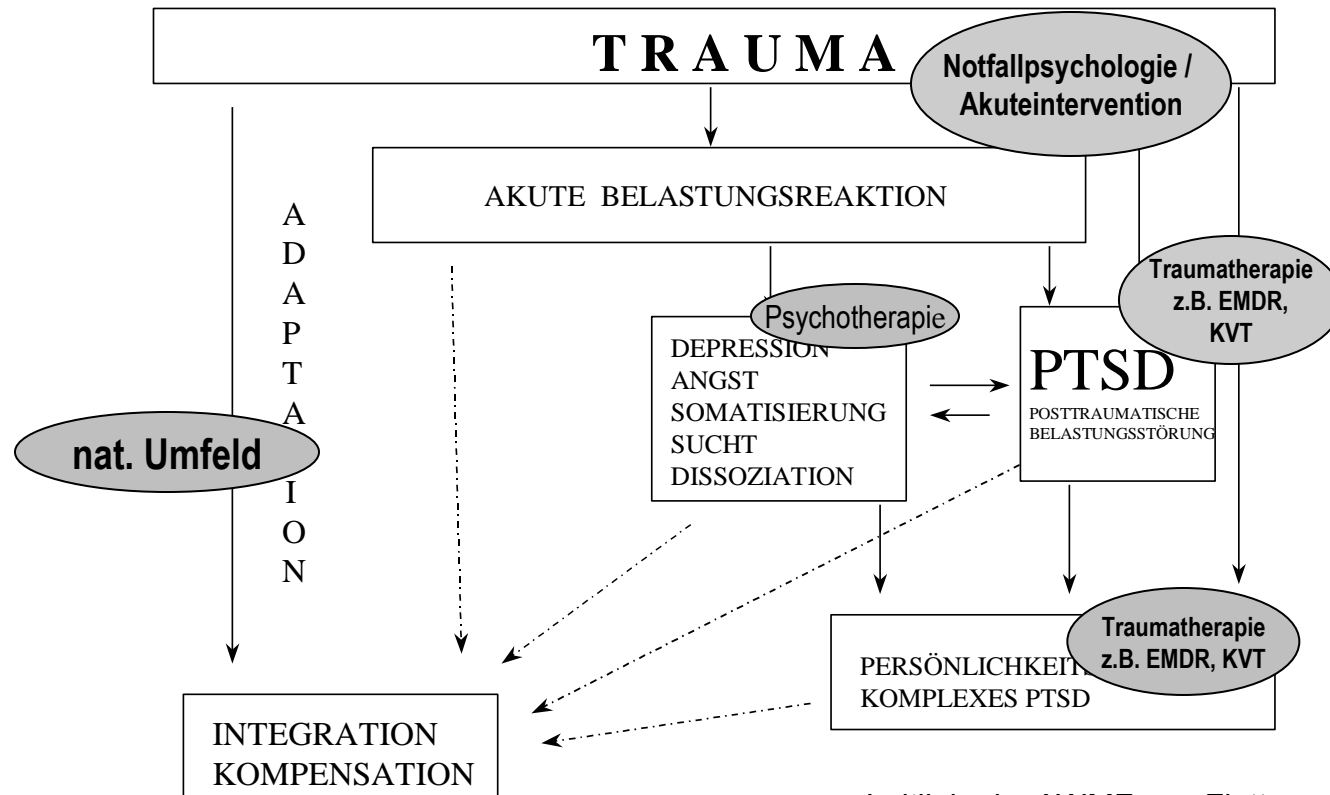 T R A U M A
Notfallpsychologie /
Akuteintervention
AKUTE BELASTUNGSREAKTION
A
D
A
P
T
A
I
O
N
nat. Umfeld
Psychotherapie
DEPRESSION
ANGST
SOMATISIERUNG
SUCHT
DISSOZIATION
PTSD
POSTTRAUMATISCHE
BELASTUNGSSTÖRUNG
Traumatherapie
z.B. EMDR,
KVT
Traumatherapie
z.B. EMDR, KVT
PERSÖNLICHKEIT
KOMPLEXES PTSD
INTEGRATION
KOMPENSATION